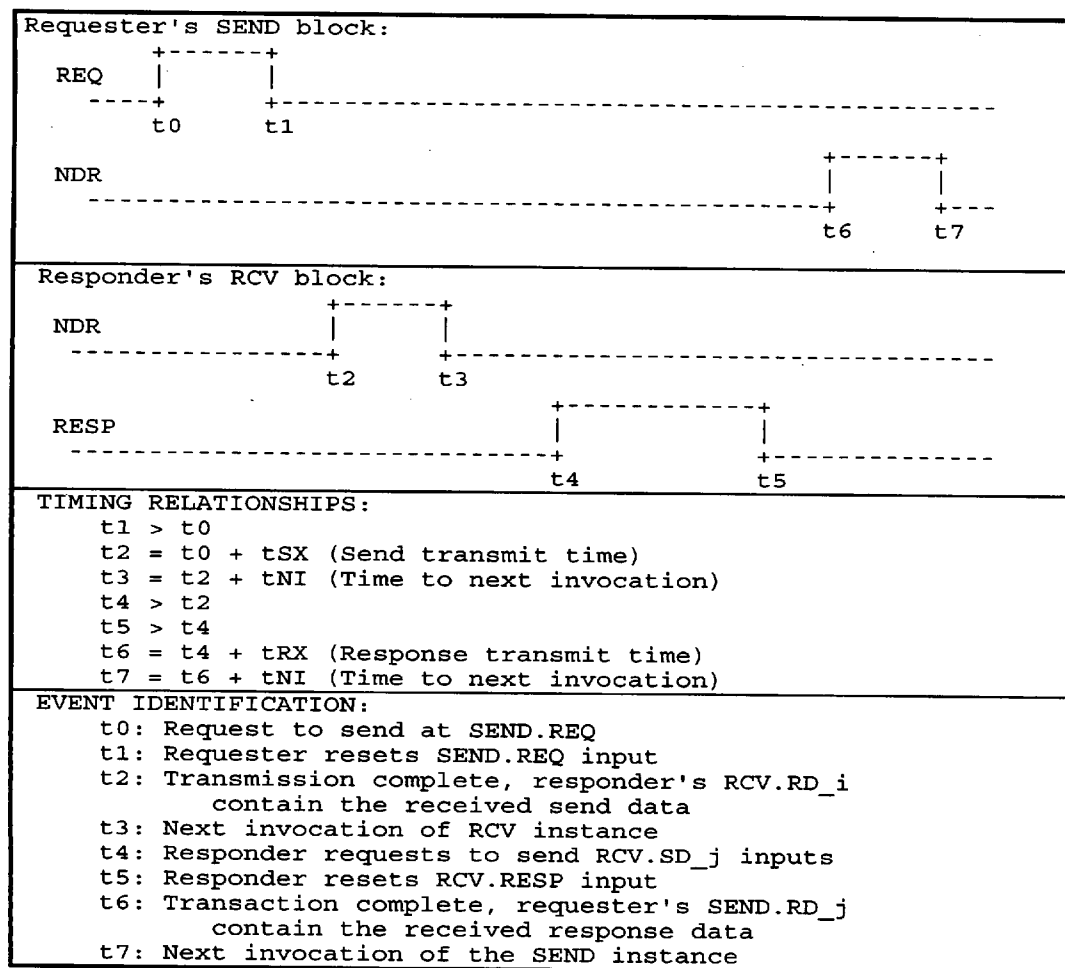 Requester's SEND block:
REQ
t0 t1
NDR
t6 t7
Responder's RCV block:
NDR
t2 t3
RESP
t4 t5
TIMING RELATIONSHIPS:
t1 > t0
t2 = t0 + tSX (Send transmit time)
t3 = t2 + tNI (Time to next invocation)
t4 > t2
t5 > t4
t6 = t4 + tRX (Response transmit time)
t7 = t6 + tNI (Time to next invocation)
EVENT IDENTIFICATION:
t0: Request to send at SEND.REQ
t1: Requester resets SEND.REQ input
t2: Transmission complete, responder's RCV.RD_i
contain the received send data
t3: Next invocation of RCV instance
t4: Responder requests to send RCV.SD_j inputs
t5: Responder resets RCV.RESP input
t6: Transaction complete, requester's SEND.RD_j
contain the received response data
t7: Next invocation of the SEND instance